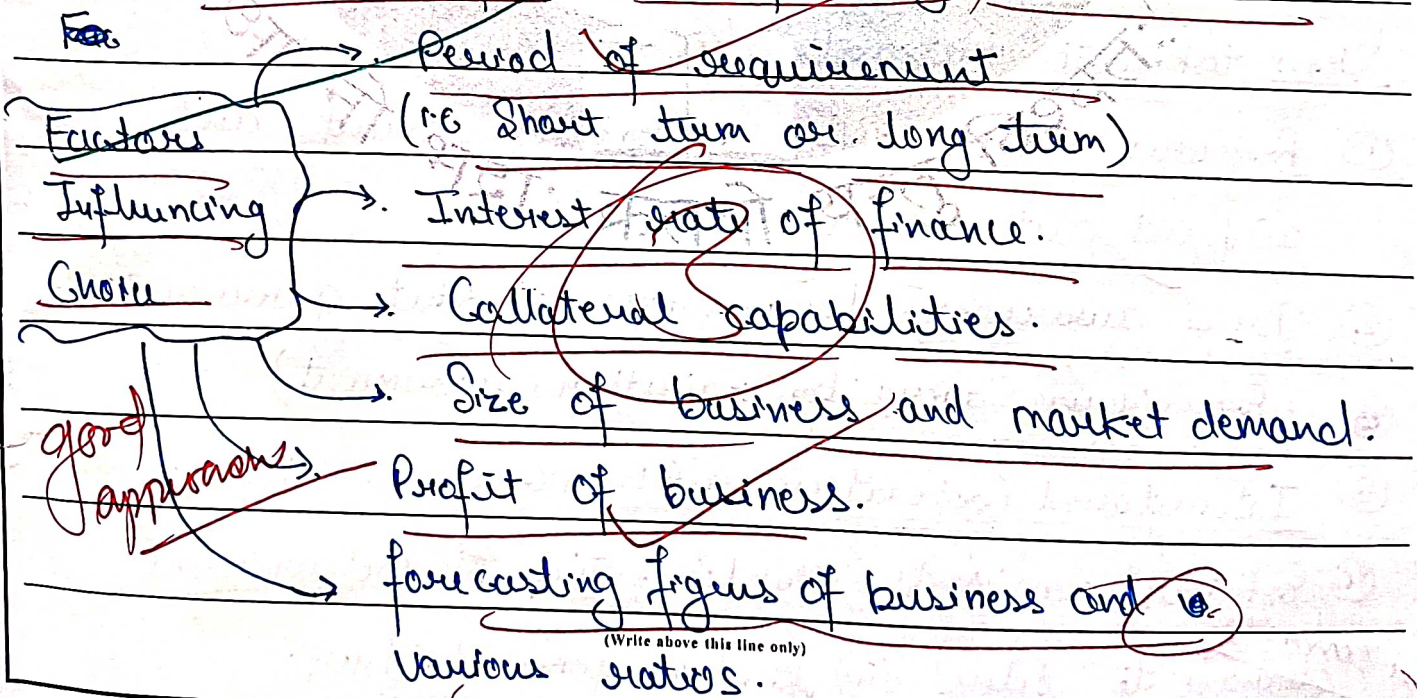 Period of requirement
Factors (i.e Short term or long term)
Influencing Interest rate of finance.
Choice Collateral capabilities.
Size of business and market demand.
good
approach Profit of business.
forecasting figures of business and
(Write above this line only)
various ratios.